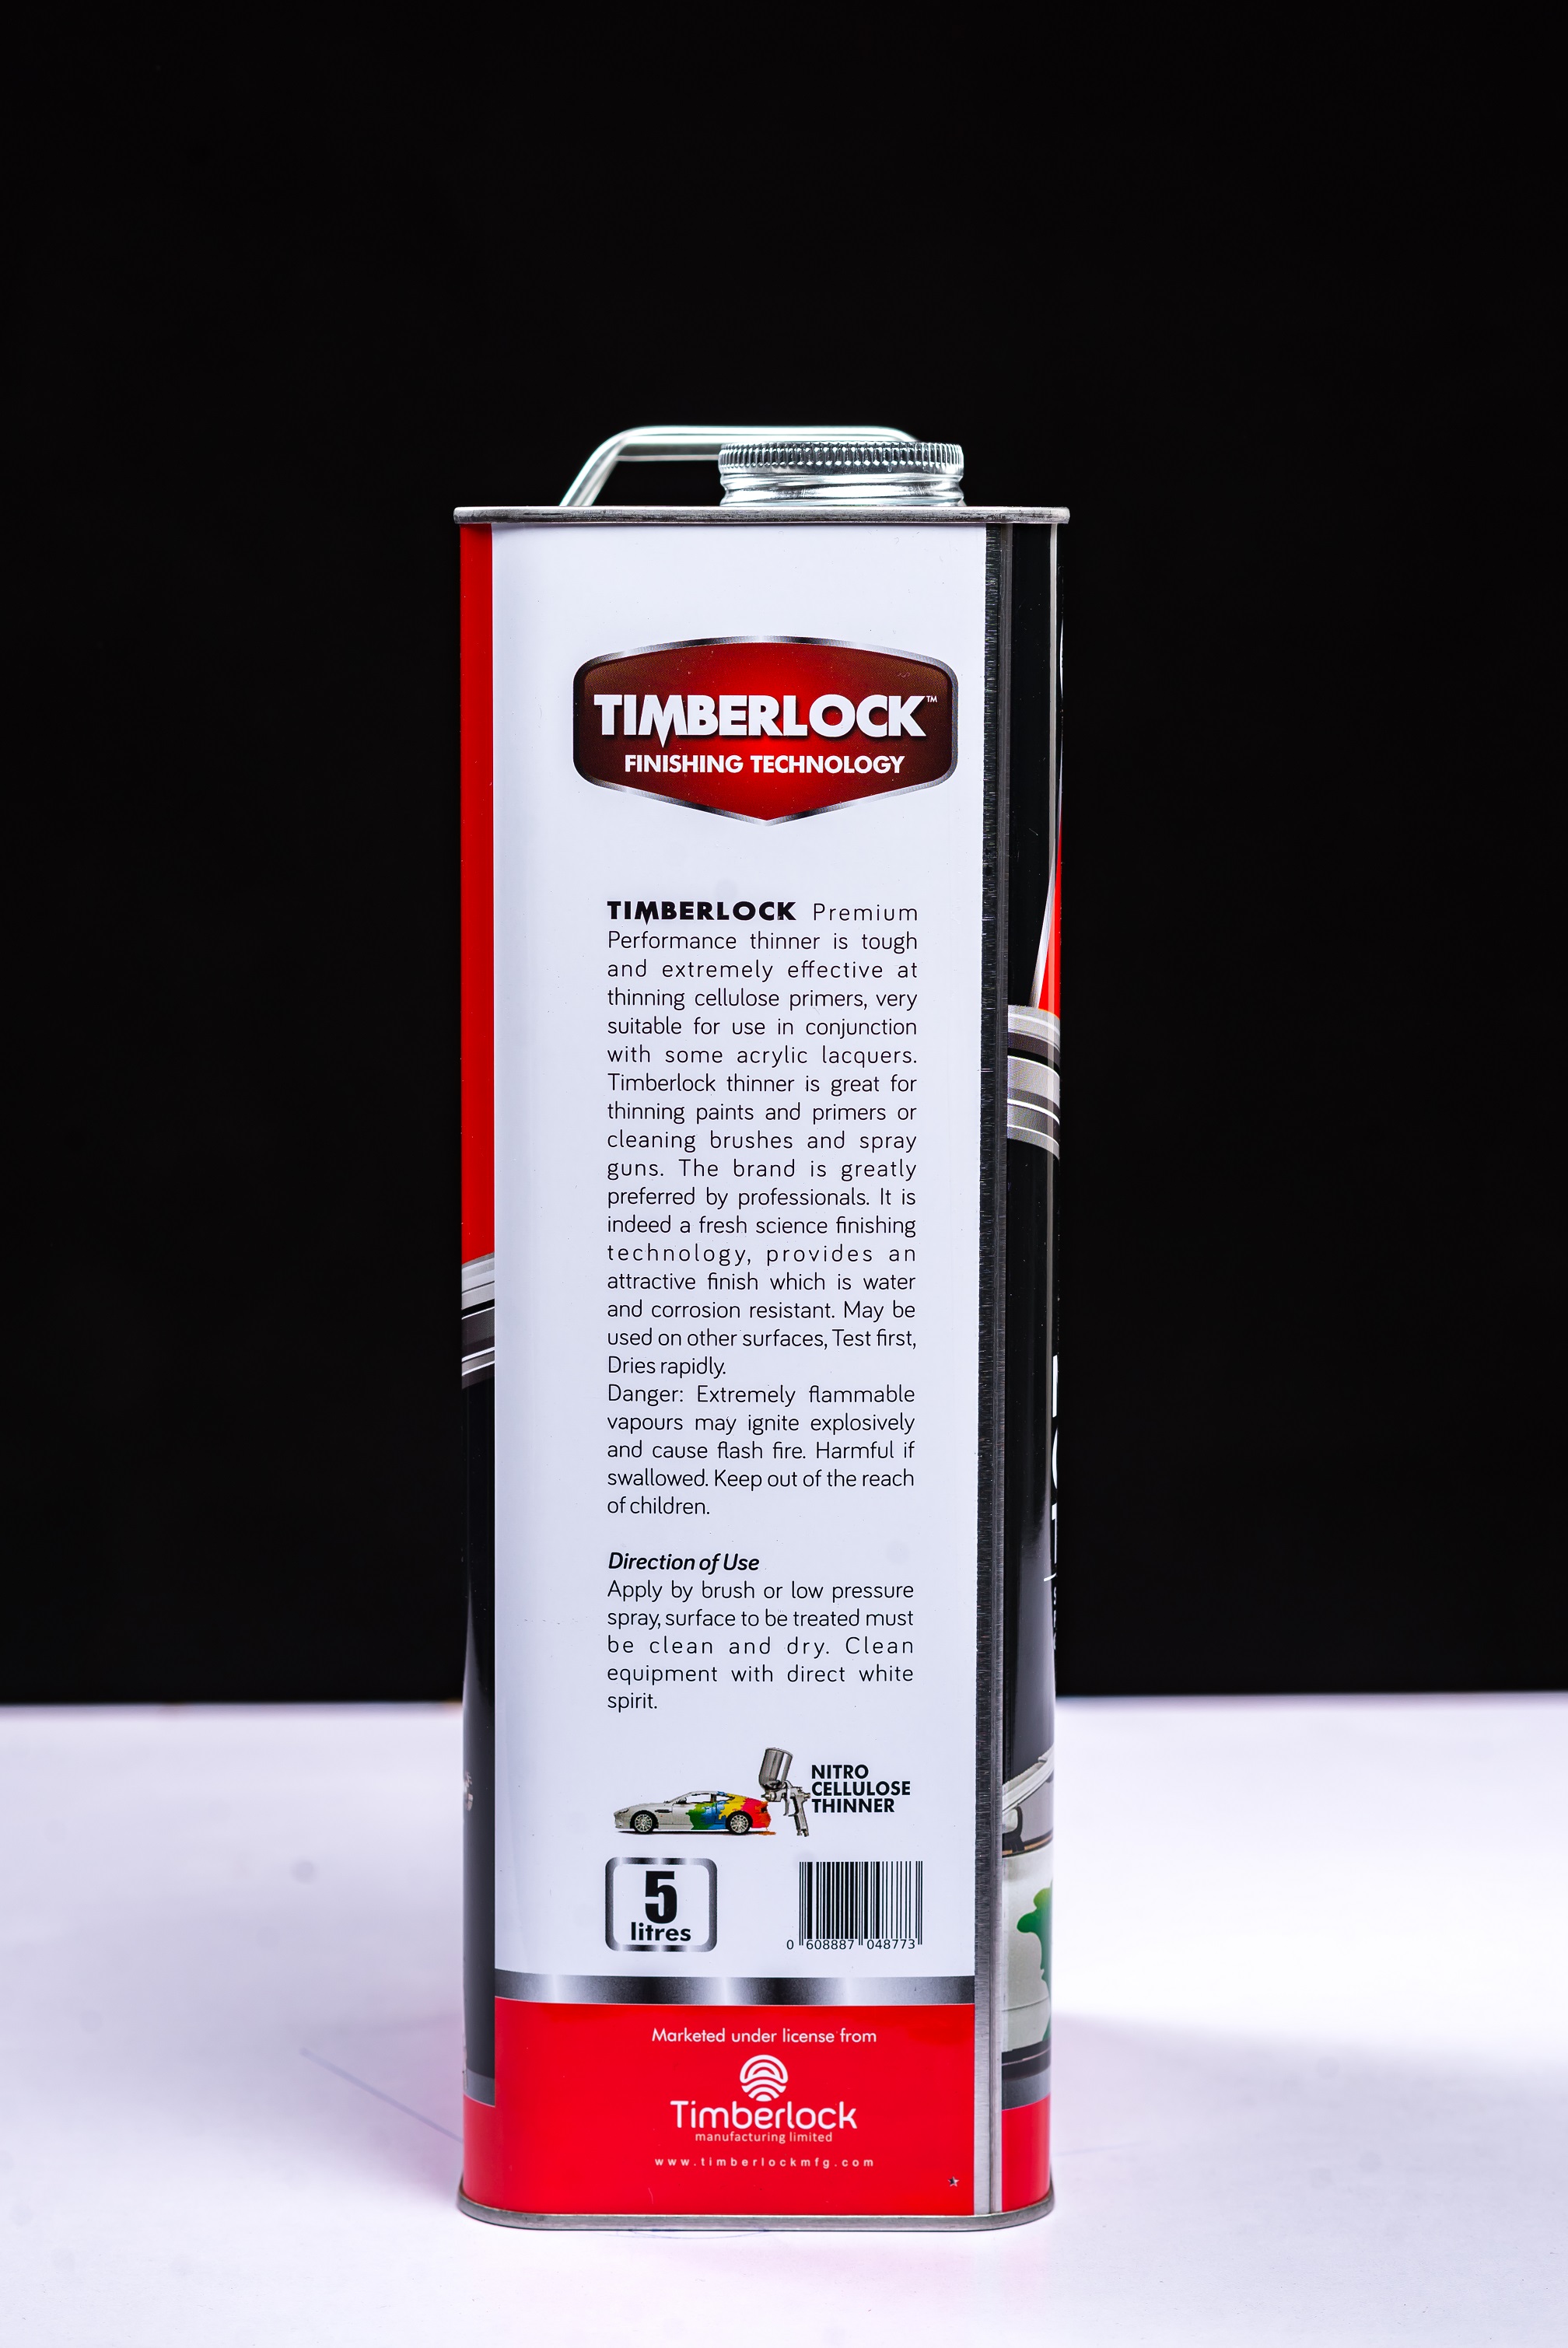 TIMBERLOCK™
FINISHING TECHNOLOGY
TIMBERLOCK Premium
Performance thinner is tough
and extremely effective at
thinning cellulose primers, very
suitable for use in conjunction
with some acrylic lacquers.
Timberlock thinner is great for
thinning paints and primers or
cleaning brushes and spray
guns. The brand is greatly
preferred by professionals. It is
indeed a fresh science finishing
technology, provides an
attractive finish which is water
and corrosion resistant. May be
used on other surfaces, Test first,
Dries rapidly.
Danger: Extremely flammable
vapours may ignite explosively
and cause flash fire. Harmful if
swallowed. Keep out of the reach
of children.
Direction of Use
Apply by brush or low pressure
spray, surface to be treated must
be clean and dry. Clean
equipment with direct white
spirit.
NITRO
CELLULOSE
THINNER
5
litres
0 608887 048773
Marketed under license from
Timberlock
manufacturing limited
www.timberlockmfg.com